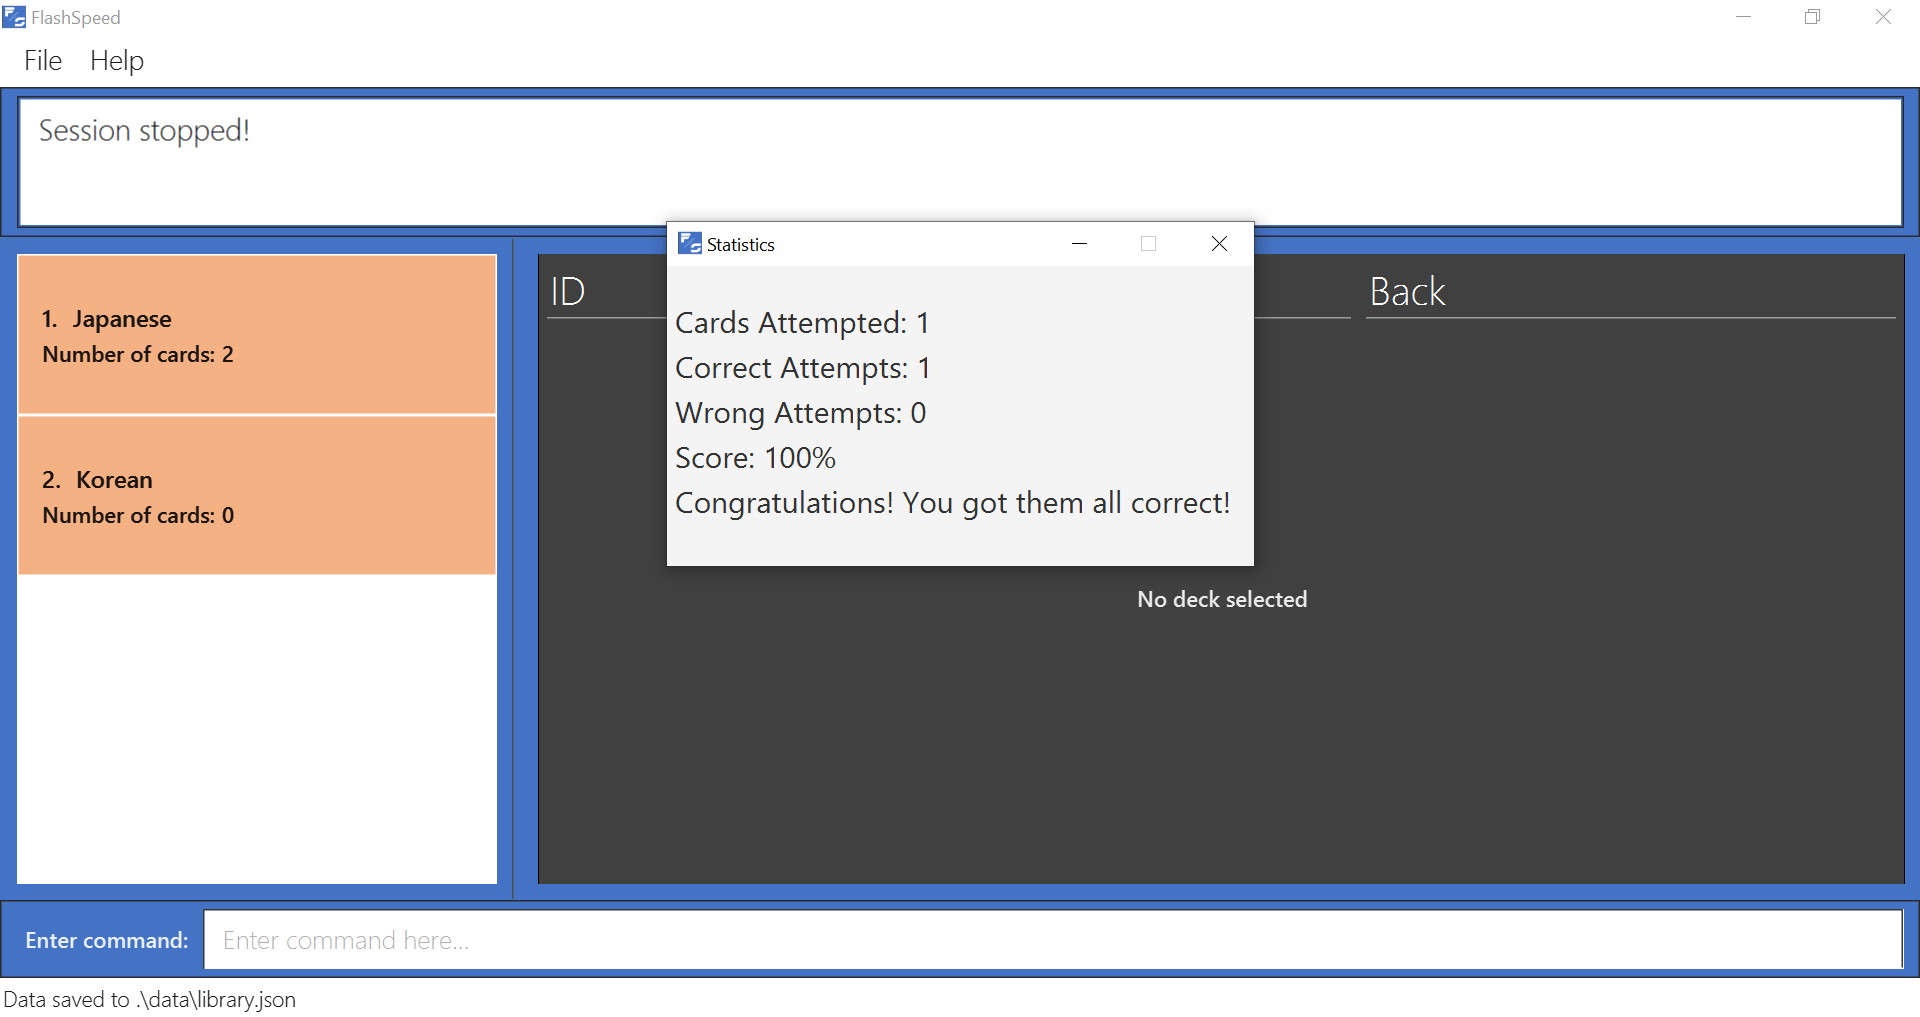 FlashSpeed
File Help
Session stopped!
Statistics
Cards Attempted: 1
Correct Attempts: 1
Wrong Attempts: 0
Score: 100%
Congratulations! You got them all correct!
1. Japanese
Number of cards: 2
2. Korean
Number of cards: 0
ID Back
No deck selected
Enter command: Enter command here...
Data saved to .\data\library.json